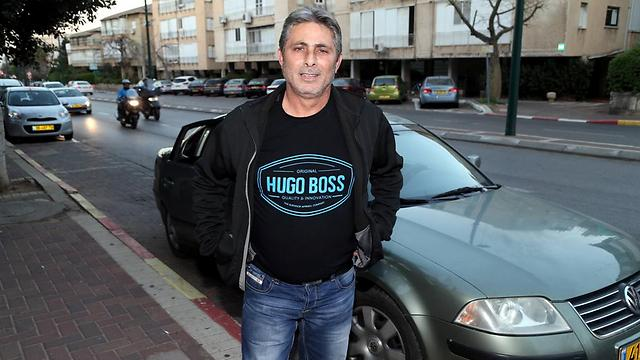 ORIGINAL
HUGO BOSS
QUALITY & INNOVATION